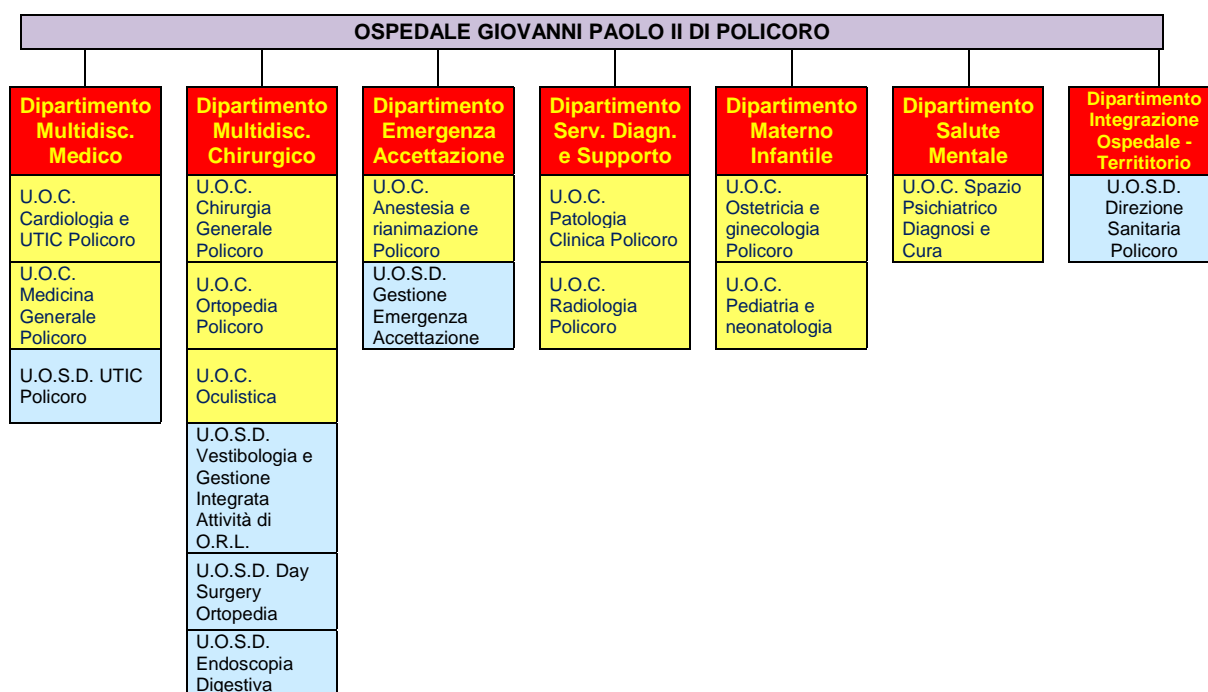 OSPEDALE GIOVANNI PAOLO II DI POLICORO
Dipartimento
Multidisc.
Medico
U.O.C.
Cardiologia e
UTIC Policoro
U.O.C.
Medicina
Generale
Policoro
U.O.S.D. UTIC
Policoro
Dipartimento
Multidisc.
Chirurgico
U.O.C.
Chirurgia
Generale
Policoro
U.O.C.
Ortopedia
Policoro
U.O.C.
Oculistica
U.O.S.D.
Vestibologia e
Gestione
Integrata
Attività di
O.R.L.
U.O.S.D. Day
Surgery
Ortopedia
U.O.S.D.
Endoscopia
Digestiva
Dipartimento
Emergenza
Accettazione
U.O.C.
Anestesia e
rianimazione
Policoro
U.O.S.D.
Gestione
Emergenza
Accettazione
Dipartimento
Serv. Diagn.
e Supporto
U.O.C.
Patologia
Clinica Policoro
U.O.C.
Radiologia
Policoro
Dipartimento
Materno
Infantile
U.O.C.
Ostetricia e
ginecologia
Policoro
U.O.C.
Pediatria e
neonatologia
Dipartimento
Salute
Mentale
U.O.C. Spazio
Psichiatrico
Diagnosi e
Cura
Dipartimento
Integrazione
Ospedale -
Territitorio
U.O.S.D.
Direzione
Sanitaria
Policoro